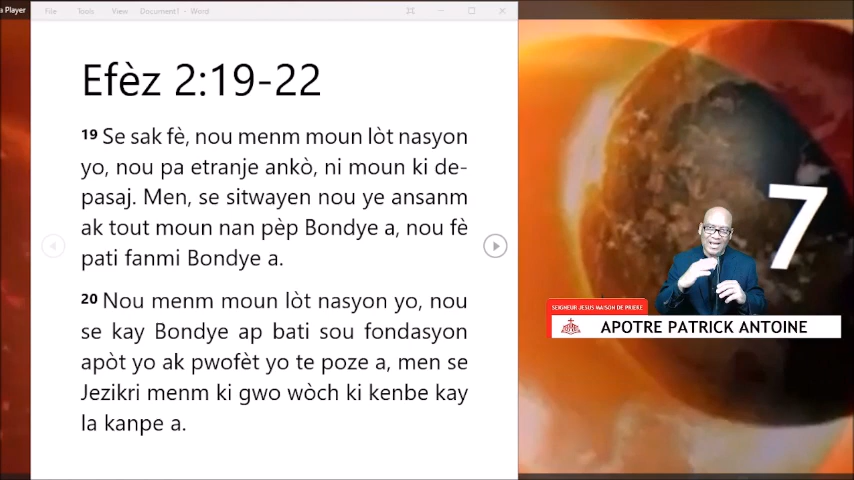 a Player
File Tools View Document1 - Word
Efèz 2:19-22
19 Se sak fè, nou menm moun lòt nasyon
yo, nou pa etranje ankò, ni moun ki de-
pasaj. Men, se sitwayen nou ye ansanm
ak tout moun nan pèp Bondye a, nou fè
pati fanmi Bondye a.
20 Nou menm moun lòt nasyon yo, nou
se kay Bondye ap bati sou fondasyon
apòt yo ak pwofèt yo te poze a, men se
Jezikri menm ki gwo wòch ki kenbe kay
la kanpe a.
7
SEIGNEUR JESUS MAISON DE PRIERE
APOTRE PATRICK ANTOINE